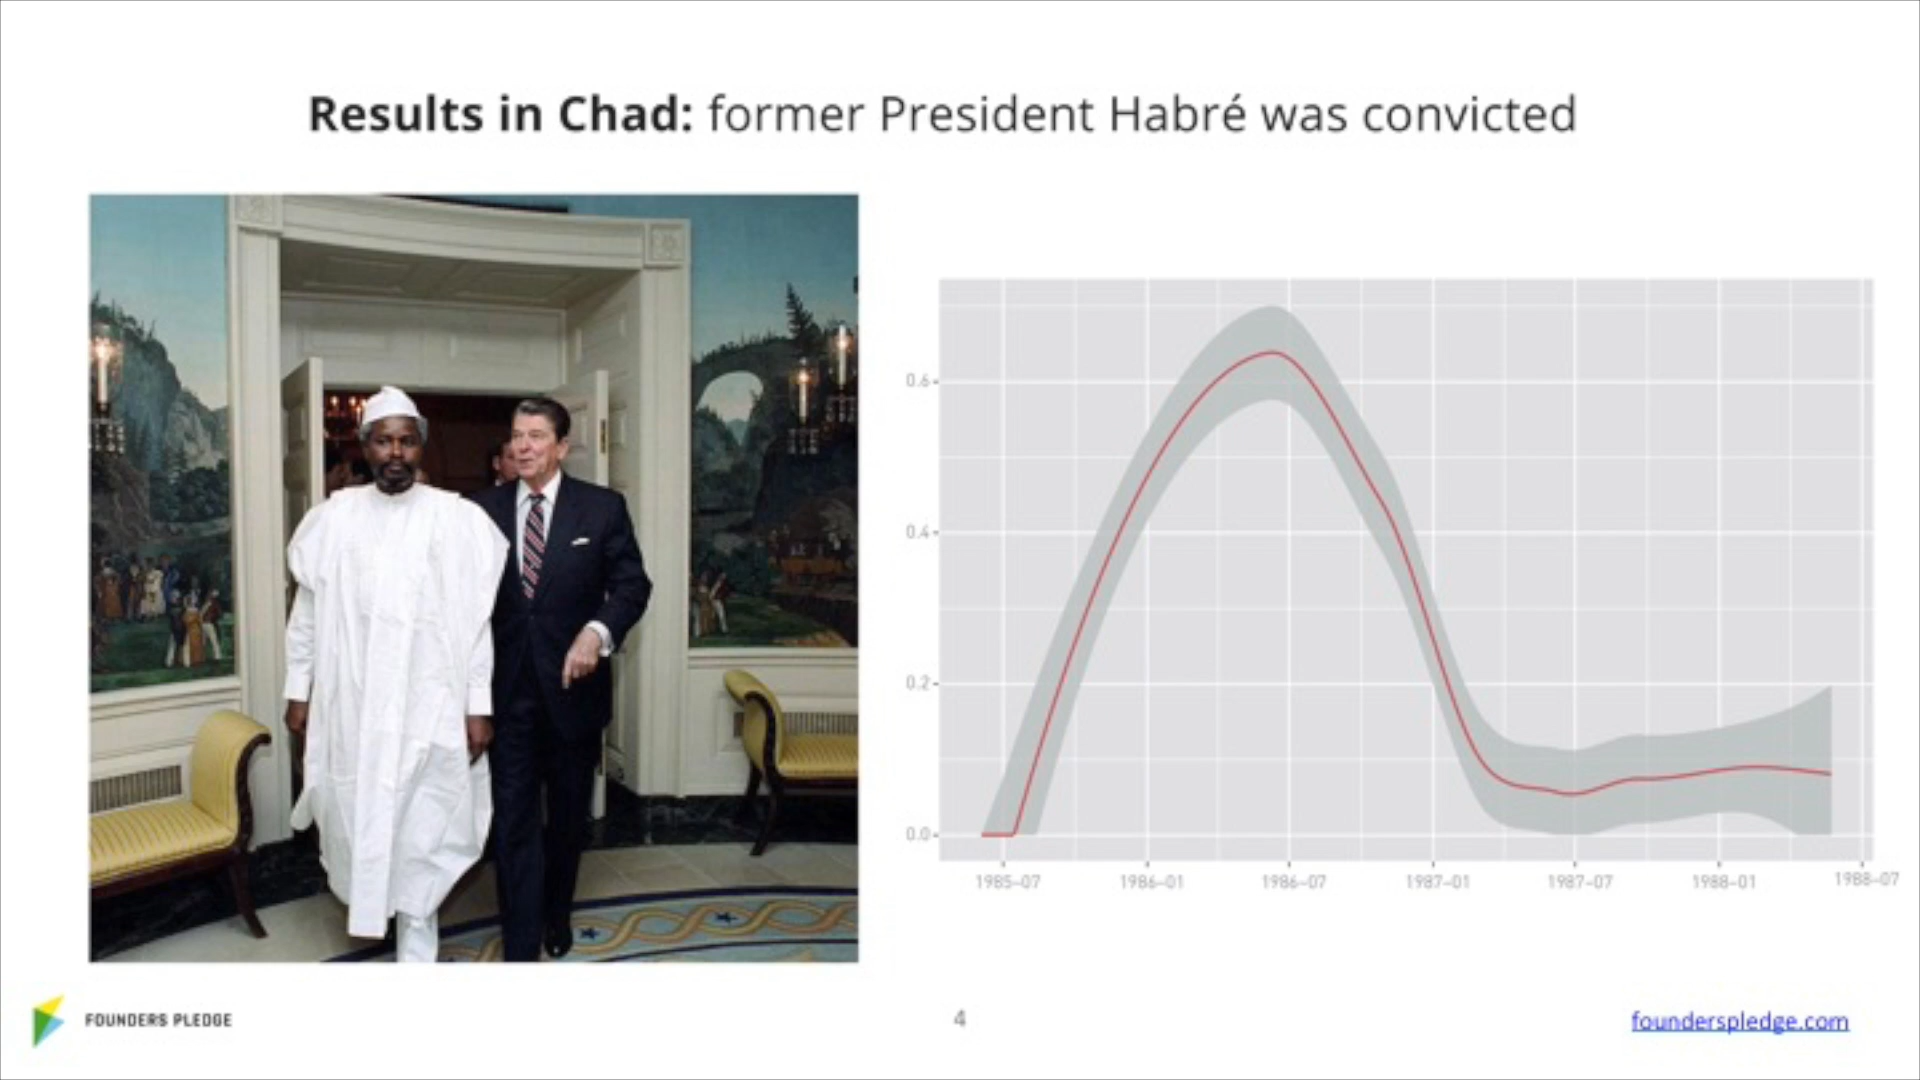 Results in Chad: former President Habré was convicted
0.6
0.4
0.2
0.0
1985-07 1986-01 1986-07 1987-01 1987-07 1988-01 1988-07
FOUNDERS PLEDGE
4
founderspledge.com